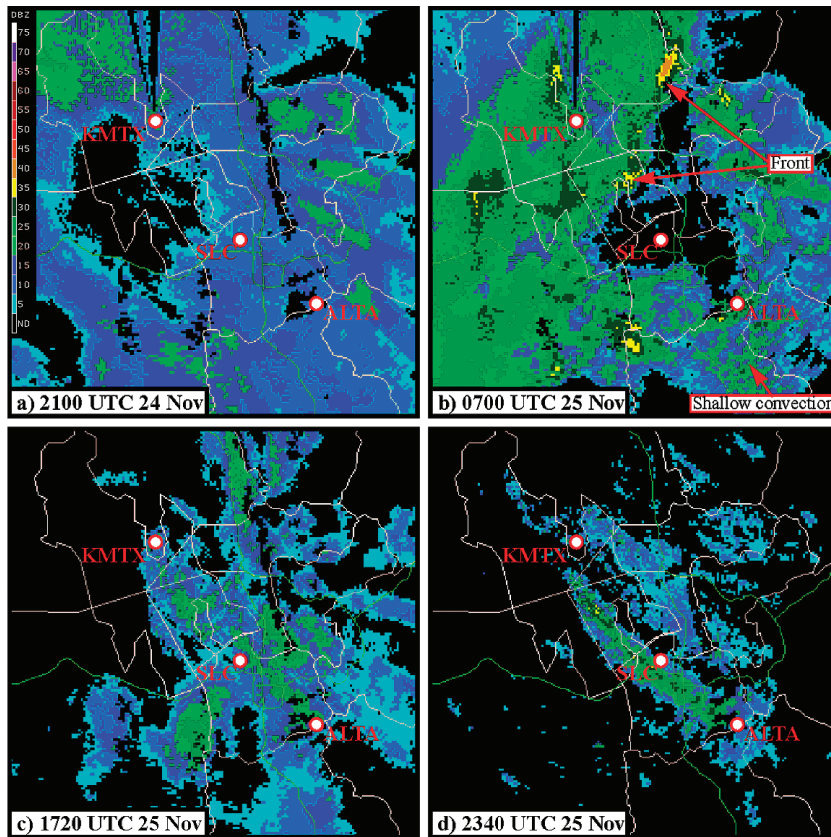 DBZ
75
70
65
60
55
50
45
40
35
30
25
20
15
10
5
ND
KMTX
SLC
ALTA
a) 2100 UTC 24 Nov
KMTX
Front
SLC
ALTA
Shallow convection
b) 0700 UTC 25 Nov
KMTX
SLC
ALTA
c) 1720 UTC 25 Nov
KMTX
SLC
ALTA
d) 2340 UTC 25 Nov